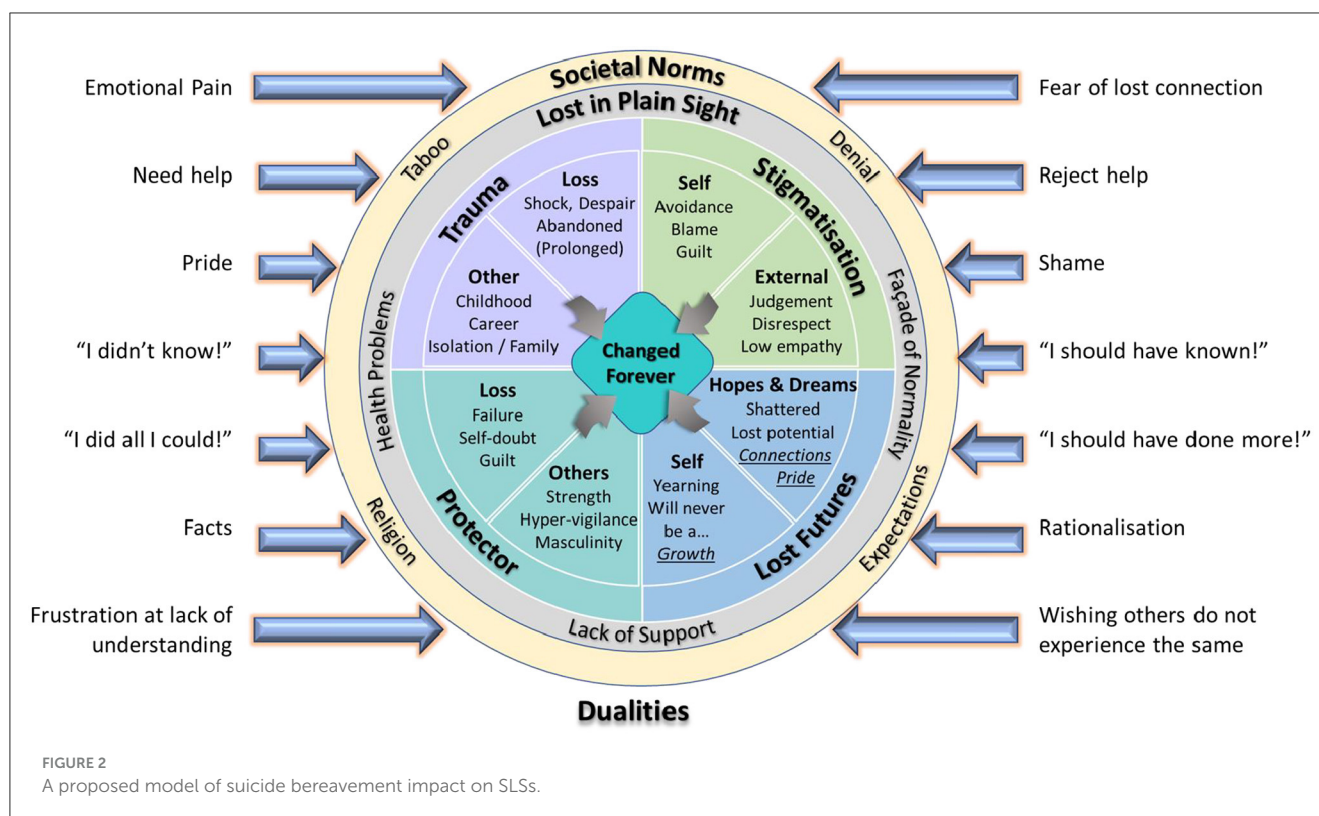 Societal Norms
Lost in Plain Sight
Taboo
Denial
Health Problems
Façade of Normality
Religion
Expectations
Lack of Support
Emotional Pain
Need help
Pride
“I didn’t know!”
“I did all I could!”
Facts
Frustration at lack of
understanding
Trauma
Loss
Shock, Despair
Abandoned
(Prolonged)
Other
Childhood
Career
Isolation / Family
Stigmatisation
Self
Avoidance
Blame
Guilt
External
Judgement
Disrespect
Low empathy
Changed
Forever
Protector
Loss
Failure
Self-doubt
Guilt
Others
Strength
Hyper-vigilance
Masculinity
Lost Futures
Hopes & Dreams
Shattered
Lost potential
Connections
Pride
Self
Yearning
Will never
be a...
Growth
Fear of lost connection
Reject help
Shame
“I should have known!”
“I should have done more!”
Rationalisation
Wishing others do not
experience the same
Dualities
FIGURE 2
A proposed model of suicide bereavement impact on SLSs.